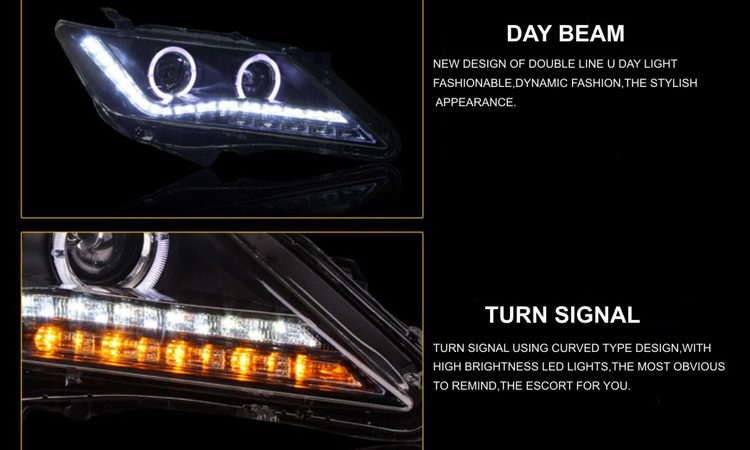 DAY BEAM
NEW DESIGN OF DOUBLE LINE U DAY LIGHT
FASHIONABLE,DYNAMIC FASHION,THE STYLISH
APPEARANCE.
TURN SIGNAL
TURN SIGNAL USING CURVED TYPE DESIGN,WITH
HIGH BRIGHTNESS LED LIGHTS,THE MOST OBVIOUS
TO REMIND,THE ESCORT FOR YOU.